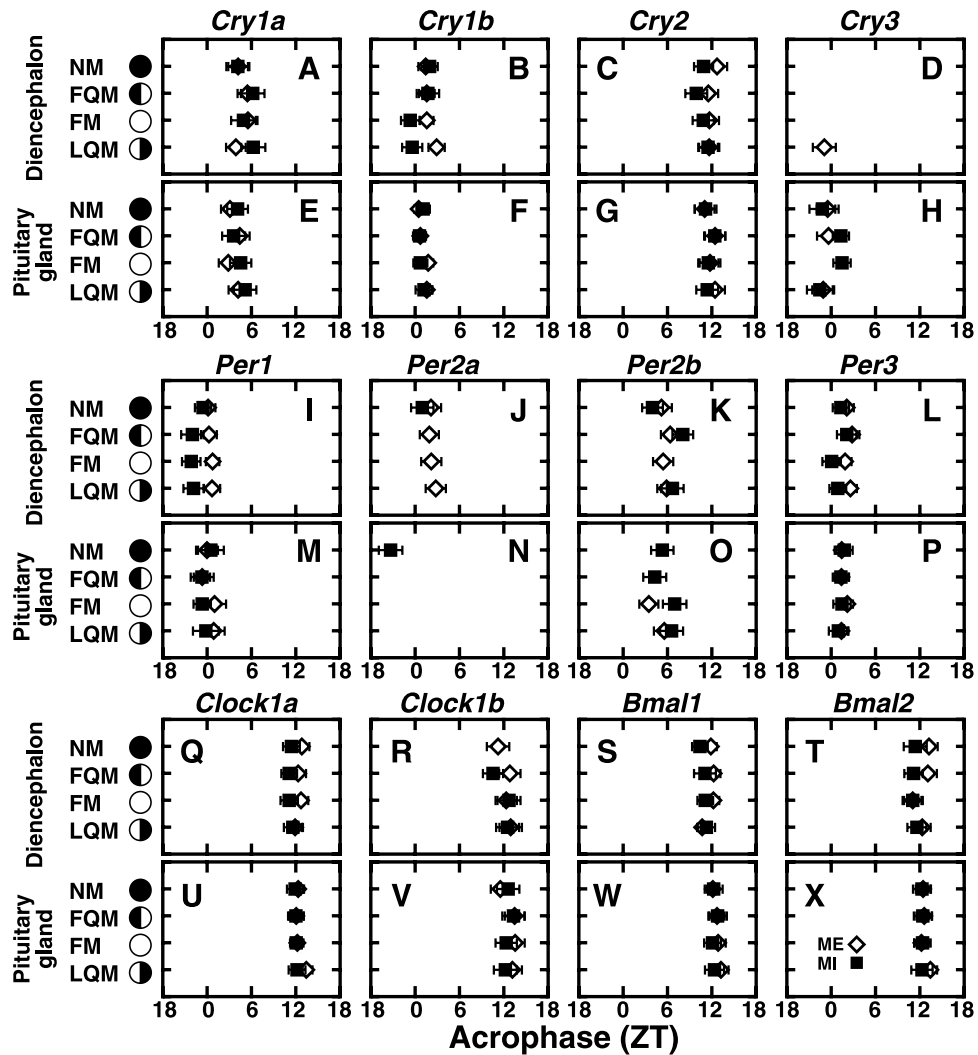 Cry1a Cry1b Cry2 Cry3
Diencephalon
NM A B C D
FQM
FM
LQM
Pituitary
gland
NM E F G H
FQM
FM
LQM
18 0 6 12 18 18 0 6 12 18 18 0 6 12 18 18 0 6 12 18
Per1 Per2a Per2b Per3
Diencephalon
NM I J K L
FQM
FM
LQM
Pituitary
gland
NM M N O P
FQM
FM
LQM
18 0 6 12 18 18 0 6 12 18 18 0 6 12 18 18 0 6 12 18
Clock1a Clock1b Bmal1 Bmal2
Diencephalon
NM Q R S T
FQM
FM
LQM
Pituitary
gland
NM U V W X
FQM
FM ME
MI
LQM
18 0 6 12 18 18 0 6 12 18 18 0 6 12 18 18 0 6 12 18
Acrophase (ZT)